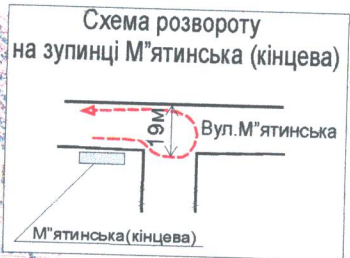 Схема розвороту
на зупинці М"ятинська (кінцева)
19м
Вул.М"ятинська
М"ятинська(кінцева)